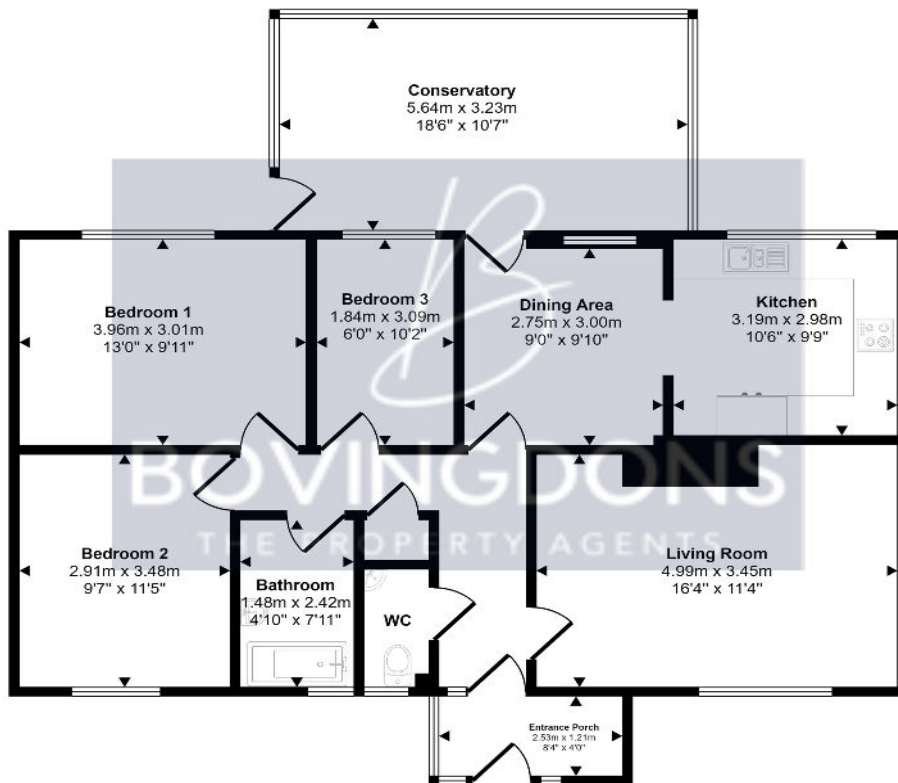 Conservatory
5.64m x 3.23m
18'6" x 10'7"
Bedroom 1
3.96m x 3.01m
13'0" x 9'11"
Bedroom 3
1.84m x 3.09m
6'0" x 10'2"
Dining Area
2.75m x 3.00m
9'0" x 9'10"
Kitchen
3.19m x 2.98m
10'6" x 9'9"
BOVINGDONS
THE PROPERTY AGENTS
Bedroom 2
2.91m x 3.48m
9'7" x 11'5"
Bathroom
1.48m x 2.42m
4'10" x 7'11"
WC
Living Room
4.99m x 3.45m
16'4" x 11'4"
Entrance Porch
2.53m x 1.21m
8'4" x 4'0"
B